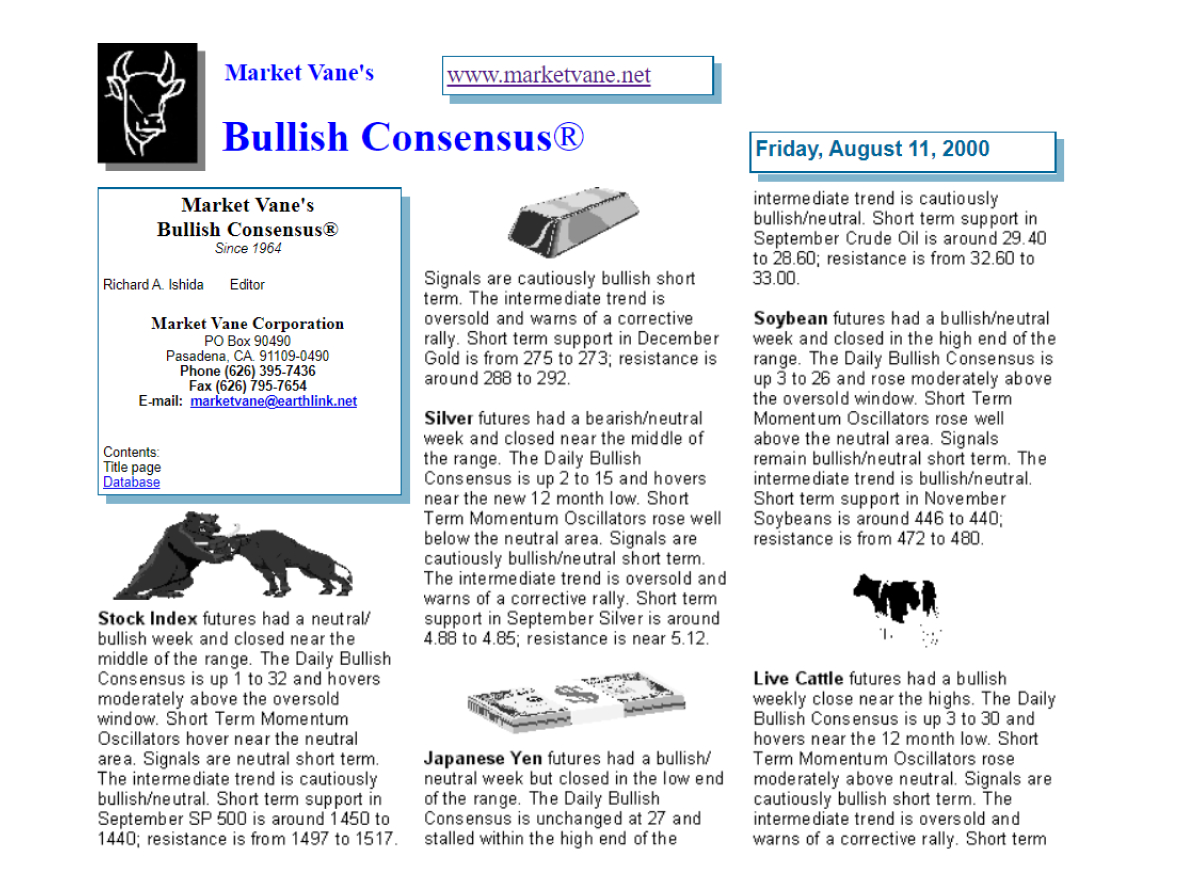 Market Vane's
www.marketvane.net
Bullish Consensus®
Friday, August 11, 2000
Market Vane's
Bullish Consensus®
Since 1964
Richard A. Ishida Editor
Market Vane Corporation
PO Box 90490
Pasadena, CA. 91109-0490
Phone (626) 395-7436
Fax (626) 795-7654
E-mail: marketvane@earthlink.net
Contents:
Title page
Database
Stock Index futures had a neutral/
bullish week and closed near the
middle of the range. The Daily Bullish
Consensus is up 1 to 32 and hovers
moderately above the oversold
window. Short Term Momentum
Oscillators hover near the neutral
area. Signals are neutral short term.
The intermediate trend is cautiously
bullish/neutral. Short term support in
September SP 500 is around 1450 to
1440; resistance is from 1497 to 1517.
Signals are cautiously bullish short
term. The intermediate trend is
oversold and warns of a corrective
rally. Short term support in December
Gold is from 275 to 273; resistance is
around 288 to 292.
Silver futures had a bearish/neutral
week and closed near the middle of
the range. The Daily Bullish
Consensus is up 2 to 15 and hovers
near the new 12 month low. Short
Term Momentum Oscillators rose well
below the neutral area. Signals are
cautiously bullish/neutral short term.
The intermediate trend is oversold and
warns of a corrective rally. Short term
support in September Silver is around
4.88 to 4.85; resistance is near 5.12.
Japanese Yen futures had a bullish/
neutral week but closed in the low end
of the range. The Daily Bullish
Consensus is unchanged at 27 and
stalled within the high end of the
intermediate trend is cautiously
bullish/neutral. Short term support in
September Crude Oil is around 29.40
to 28.60; resistance is from 32.60 to
33.00.
Soybean futures had a bullish/neutral
week and closed in the high end of the
range. The Daily Bullish Consensus is
up 3 to 26 and rose moderately above
the oversold window. Short Term
Momentum Oscillators rose well
above the neutral area. Signals
remain bullish/neutral short term. The
intermediate trend is bullish/neutral.
Short term support in November
Soybeans is around 446 to 440;
resistance is from 472 to 480.
Live Cattle futures had a bullish
weekly close near the highs. The Daily
Bullish Consensus is up 3 to 30 and
hovers near the 12 month low. Short
Term Momentum Oscillators rose
moderately above neutral. Signals are
cautiously bullish short term. The
intermediate trend is oversold and
warns of a corrective rally. Short term